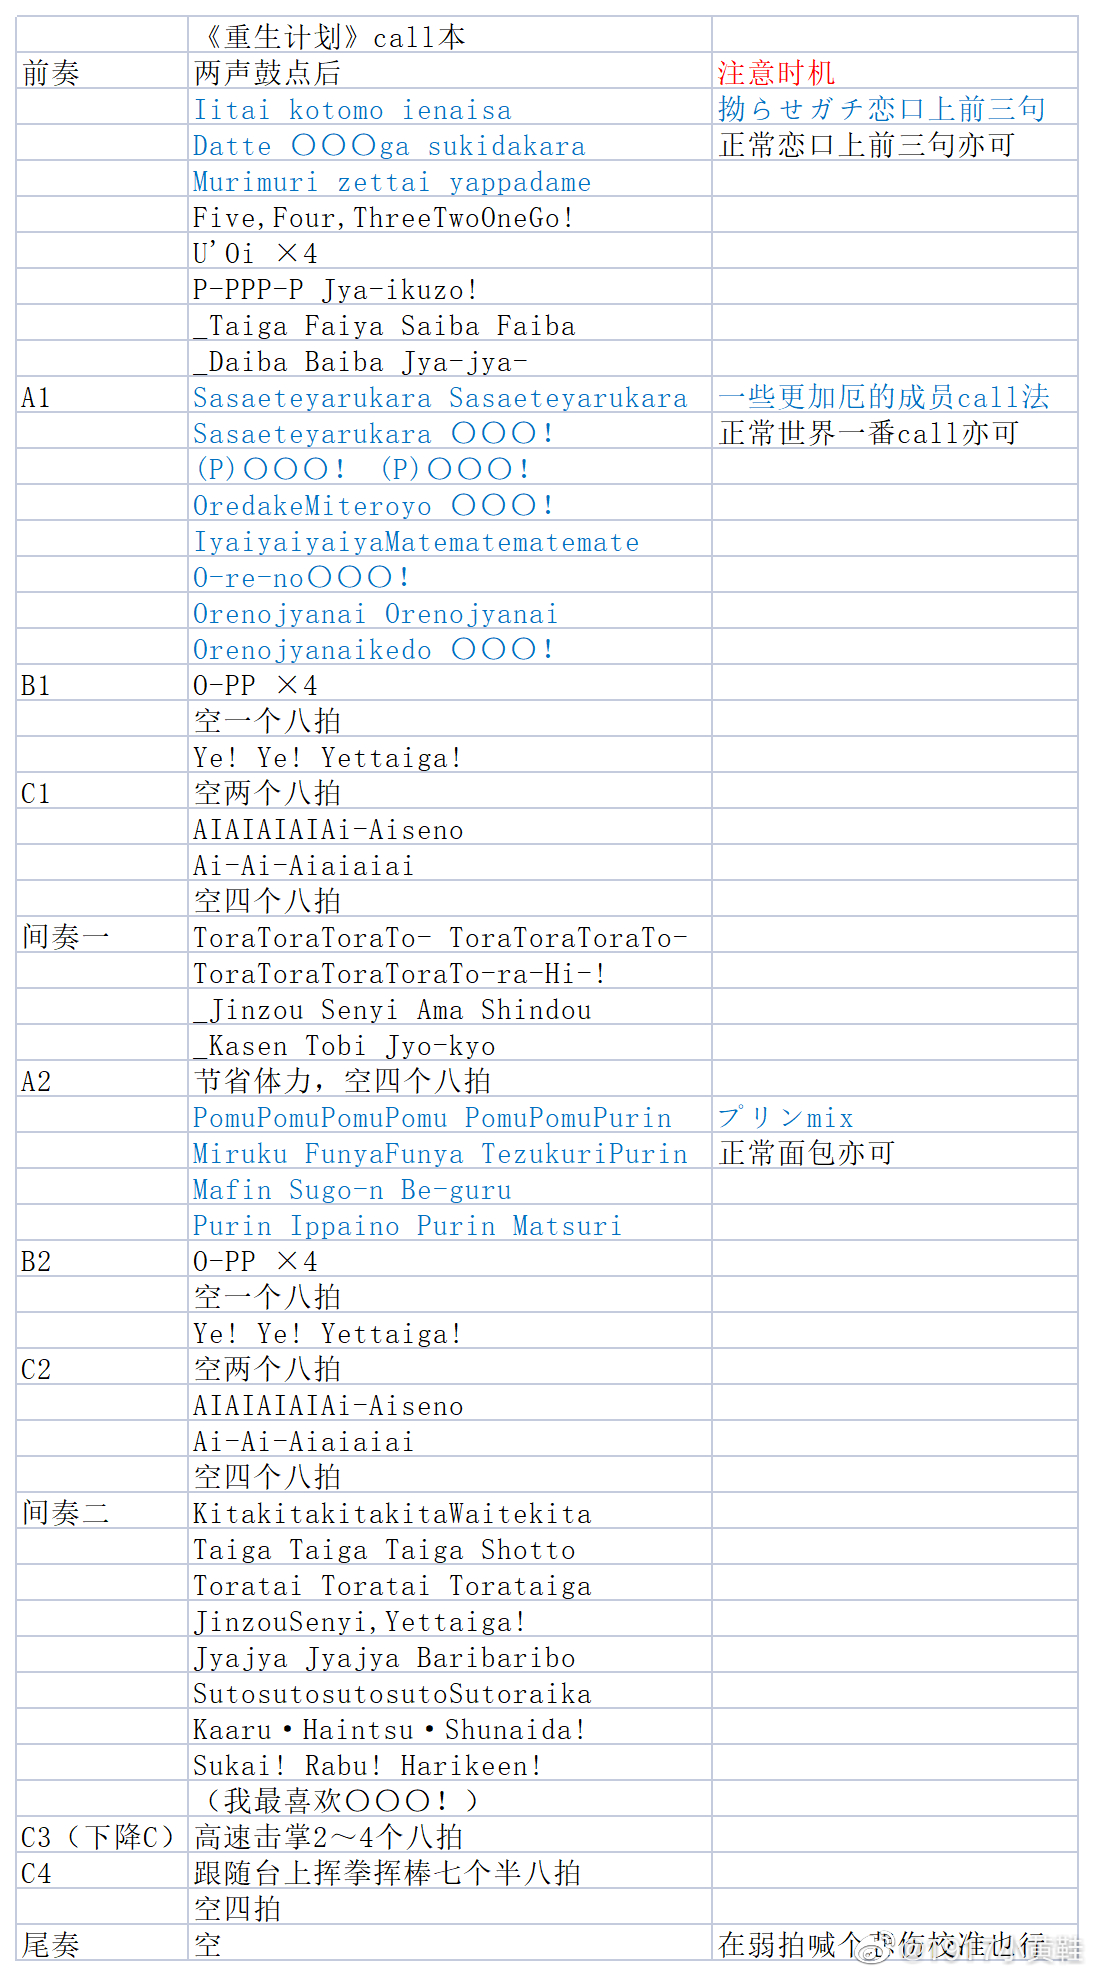 《重生计划》call本
前奏 两声鼓点后 注意时机
Iitai kotomo ienaisa 拗らせガチ恋口上前三句
Datte 〇〇〇ga sukidakara 正常恋口上前三句亦可
Murimuri zettai yappadame
Five,Four,ThreeTwoOneGo!
U'Oi ×4
P-PPP-P Jya-ikuzo!
_Taiga Faiya Saiba Faiba
_Daiba Baiba Jya-jya-
A1 Sasaeteyarukara Sasaeteyarukara 一些更加厄的成员call法
Sasaeteyarukara 〇〇〇! 正常世界一番call亦可
(P)〇〇〇! (P)〇〇〇!
OredakeMiteroyo 〇〇〇!
IyaiyaiyaiyaMatematematemate
O-re-no〇〇〇!
Orenojyanai Orenojyanai
Orenojyanaikedo 〇〇〇!
B1 O-PP ×4
空一个八拍
Ye! Ye! Yettaiga!
C1 空两个八拍
AIAIAIAIAi-Aiseno
Ai-Ai-Aiaiaiai
空四个八拍
间奏一 ToraToraToraTo- ToraToraToraTo-
ToraToraToraToraTo-ra-Hi-!
_Jinzou Senyi Ama Shindou
_Kasen Tobi Jyo-kyo
A2 节省体力，空四个八拍
PomuPomuPomuPomu PomuPomuPurin プリンmix
Miruku FunyaFunya TezukuriPurin 正常面包亦可
Mafin Sugo-n Be-guru
Purin Ippaino Purin Matsuri
B2 O-PP ×4
空一个八拍
Ye! Ye! Yettaiga!
C2 空两个八拍
AIAIAIAIAi-Aiseno
Ai-Ai-Aiaiaiai
空四个八拍
间奏二 KitakitakitakitaWaitekita
Taiga Taiga Taiga Shotto
Toratai Toratai Torataiga
JinzouSenyi,Yettaiga!
Jyajya Jyajya Baribaribo
SutosutosutosutoSutoraika
Kaaru·Haintsu·Shunaida!
Sukai! Rabu! Harikeen!
（我最喜欢〇〇〇！）
C3（下降C） 高速击掌2～4个八拍
C4 跟随台上挥拳挥棒七个半八拍
空四拍
尾奏 空 在弱拍喊个悲伤校准也行
小黄鞋